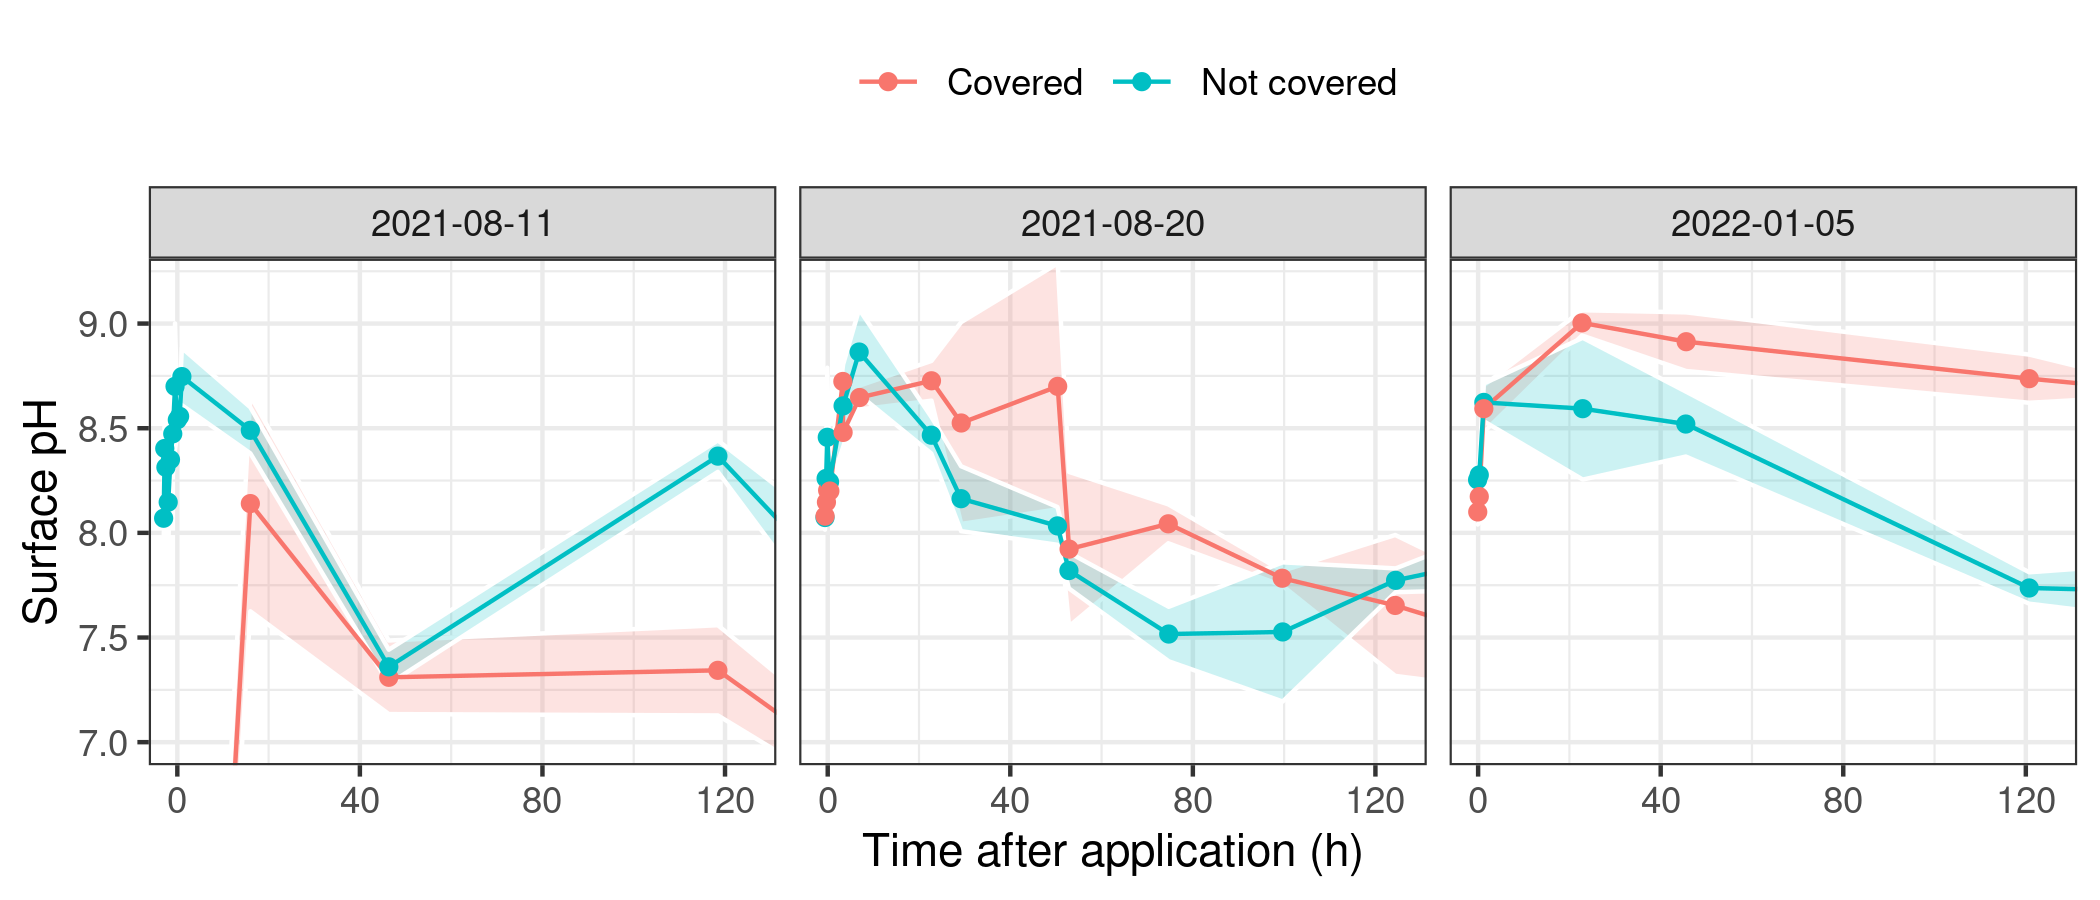 Covered Not covered
2021-08-11 2021-08-20 2022-01-05
Surface pH
9.0
8.5
8.0
7.5
7.0
0 40 80 120 0 40 80 120 0 40 80 120
Time after application (h)